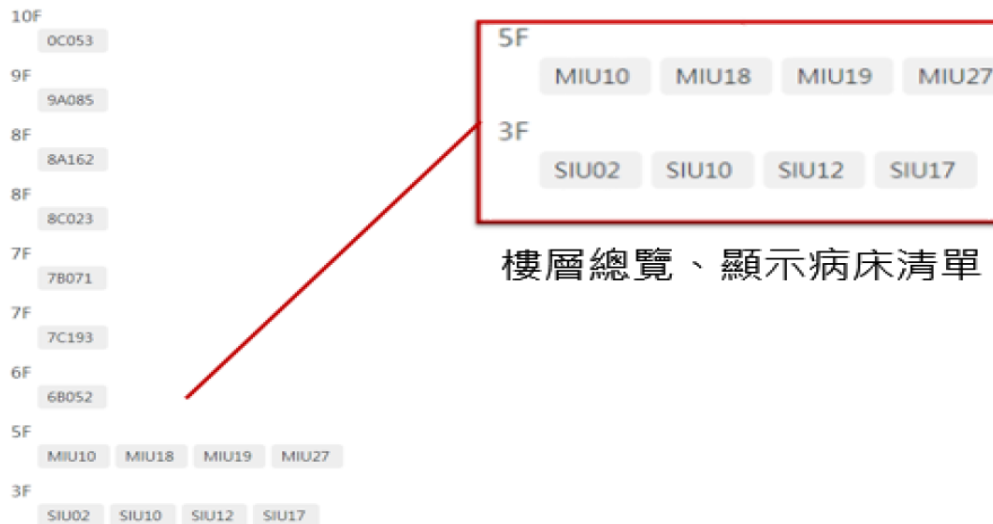 10F
0C053
9F
9A085
8F
8A162
8F
8C023
7F
7B071
7F
7C193
6F
6B052
5F
MIU10 MIU18 MIU19 MIU27
3F
SIU02 SIU10 SIU12 SIU17
5F
MIU10 MIU18 MIU19 MIU27
3F
SIU02 SIU10 SIU12 SIU17
樓層總覽、顯示病床清單